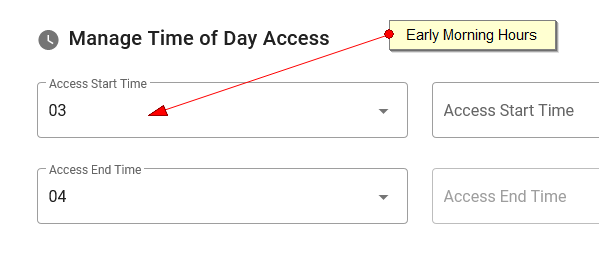 Manage Time of Day Access
Early Morning Hours
Access Start Time
03
Access Start Time
Access End Time
04
Access End Time